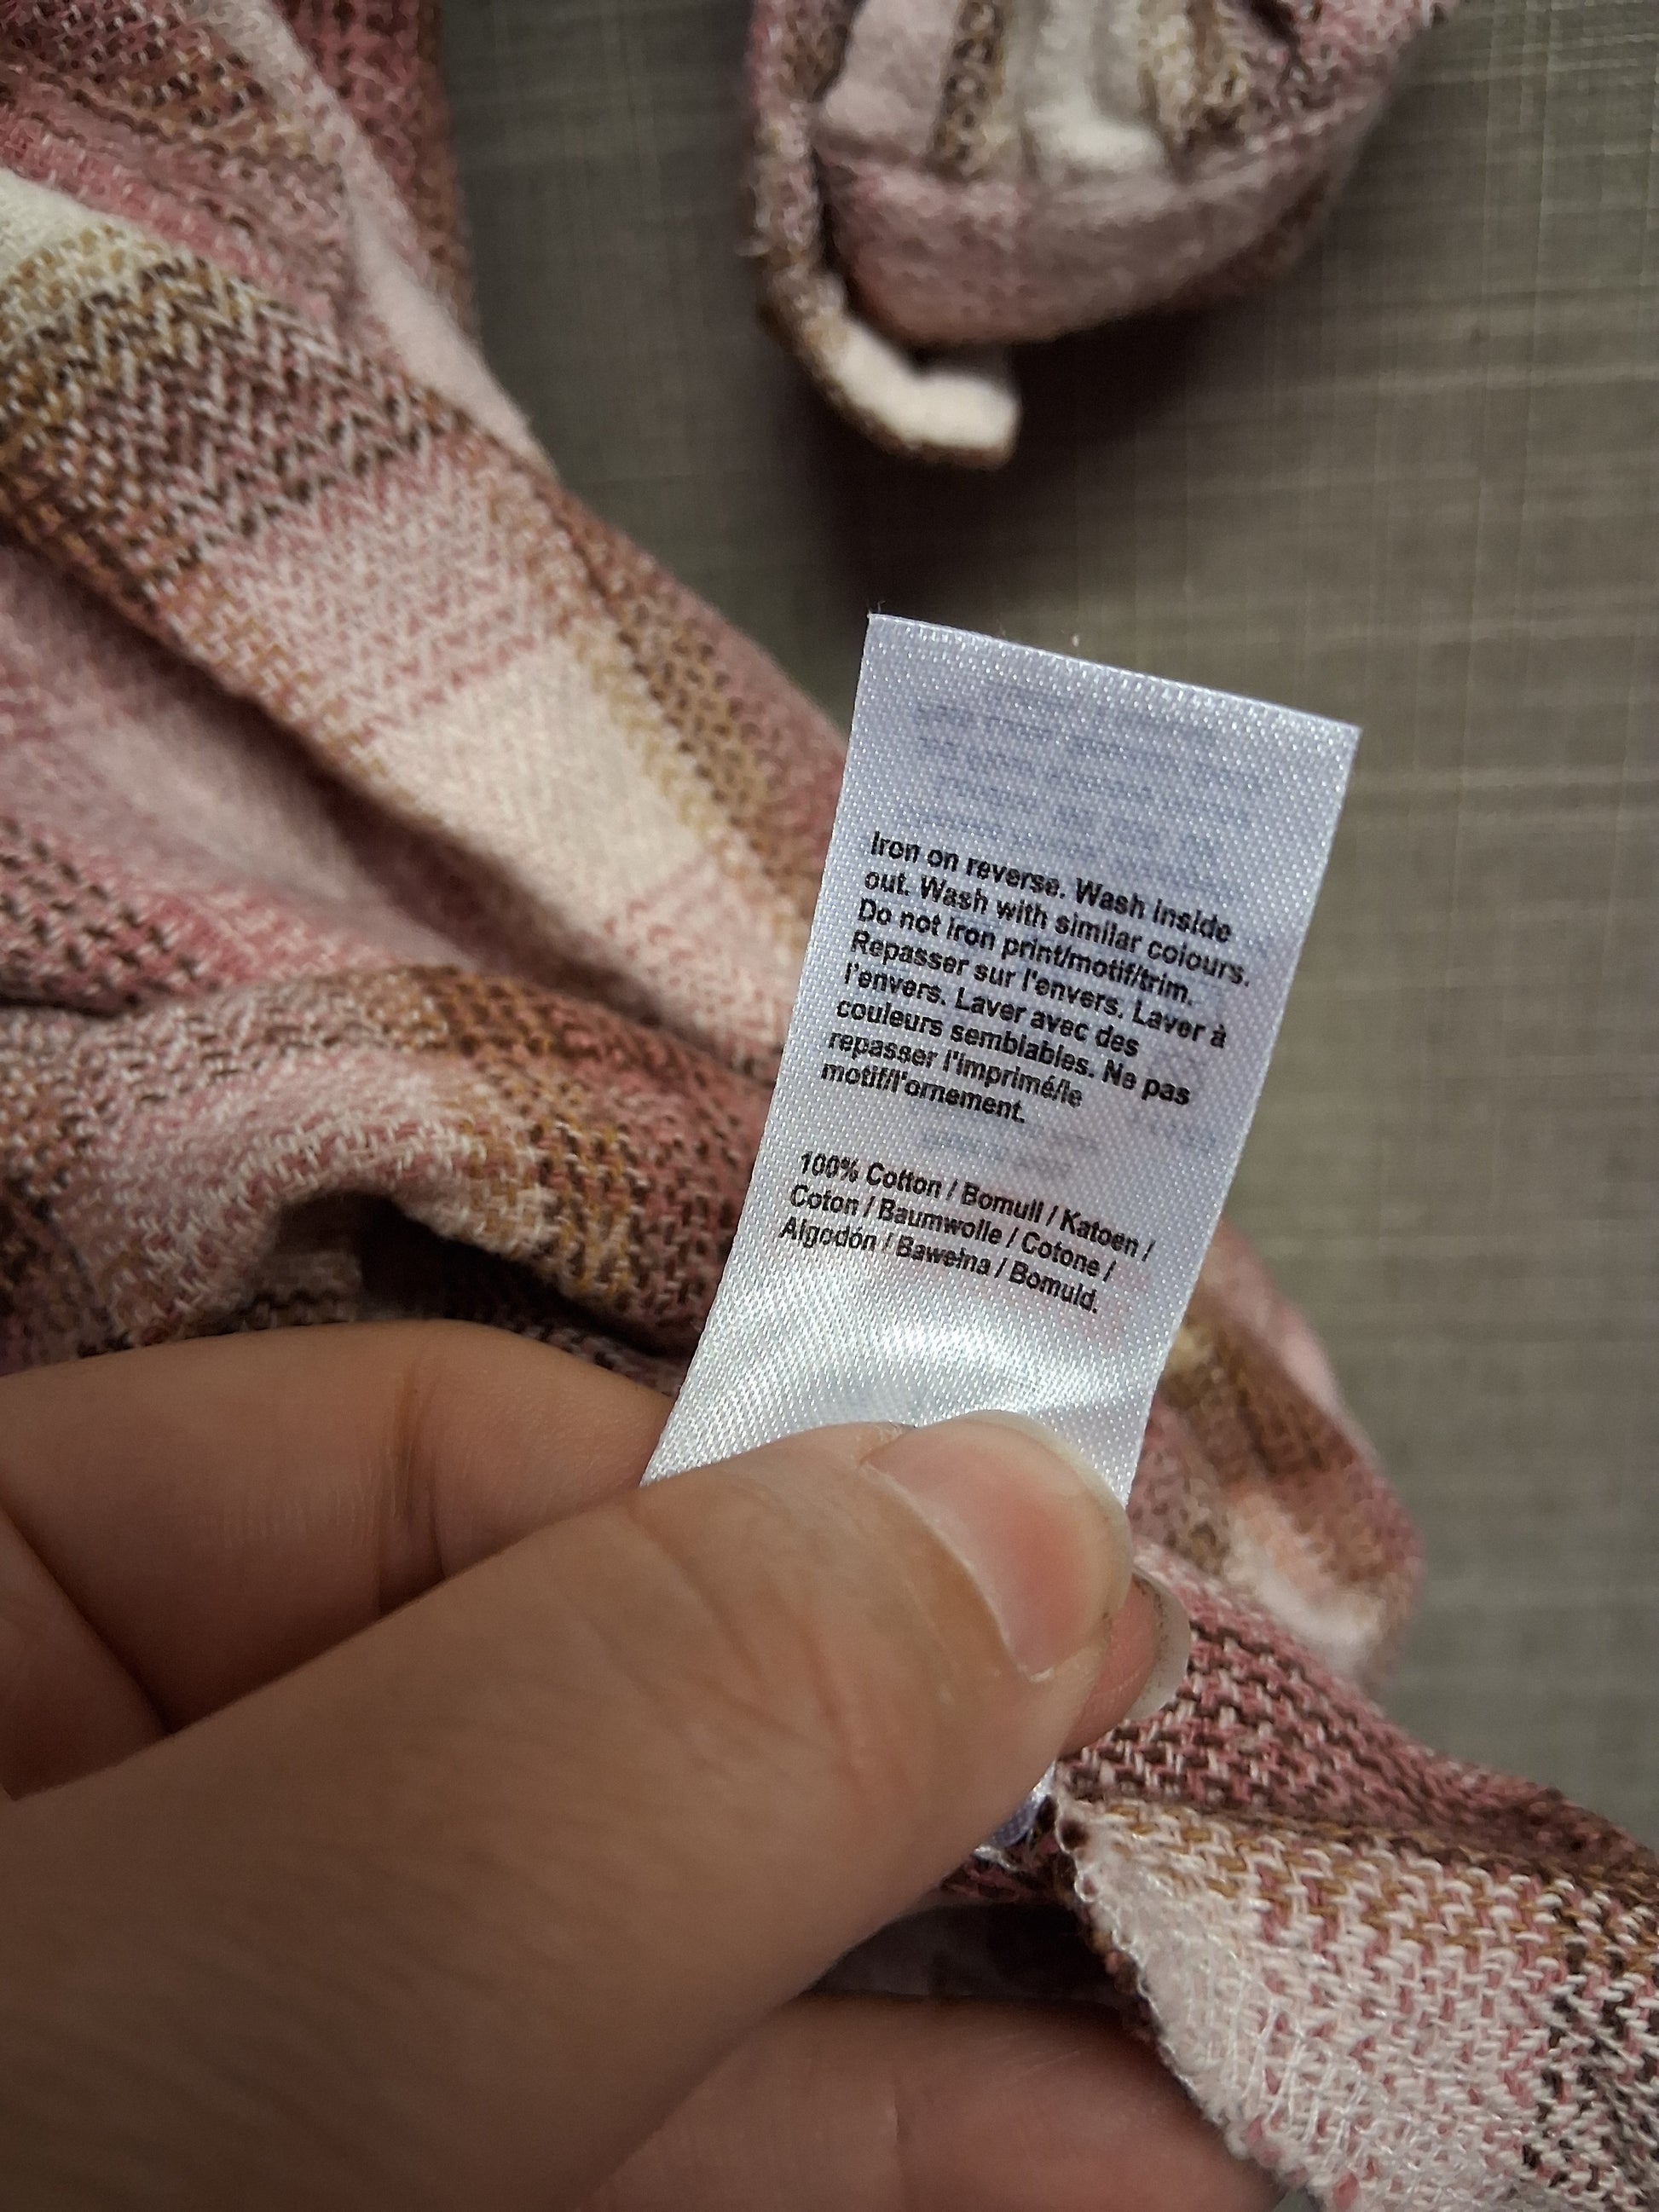 Iron on reverse. Wash inside
out. Wash with similar colours.
Do not iron print/motif/trim.
Repasser sur l'envers. Laver à
l'envers. Laver avec des
couleurs semblables. Ne pas
repasser l'imprimé/le
motif/l'ornement.
100% Cotton / Bomull / Katoen /
Coton / Baumwolle / Cotone /
Algodón / Bawełna / Bomuld.